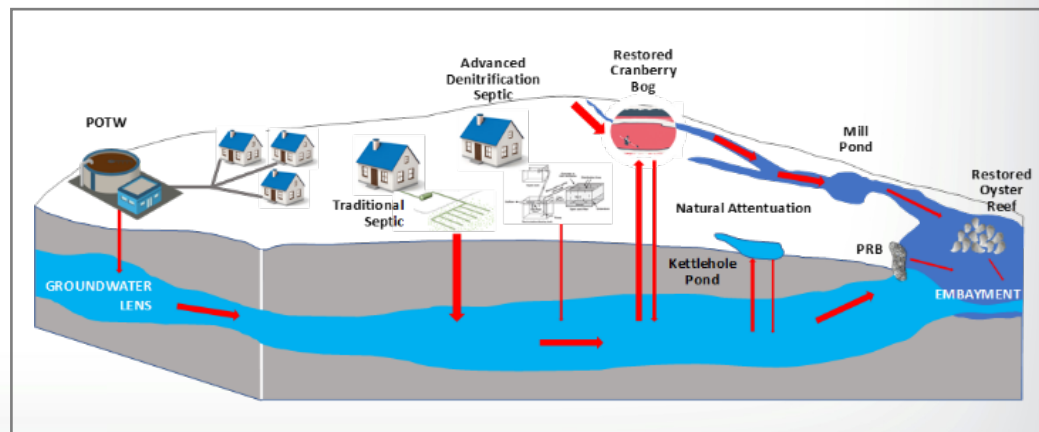 POTW
Advanced
Denitrification
Septic
Restored
Cranberry
Bog
Mill
Pond
Restored
Oyster
Reef
Traditional
Septic
Natural Attentuation
PRB
Kettlehole
Pond
GROUNDWATER
LENS
EMBAYMENT